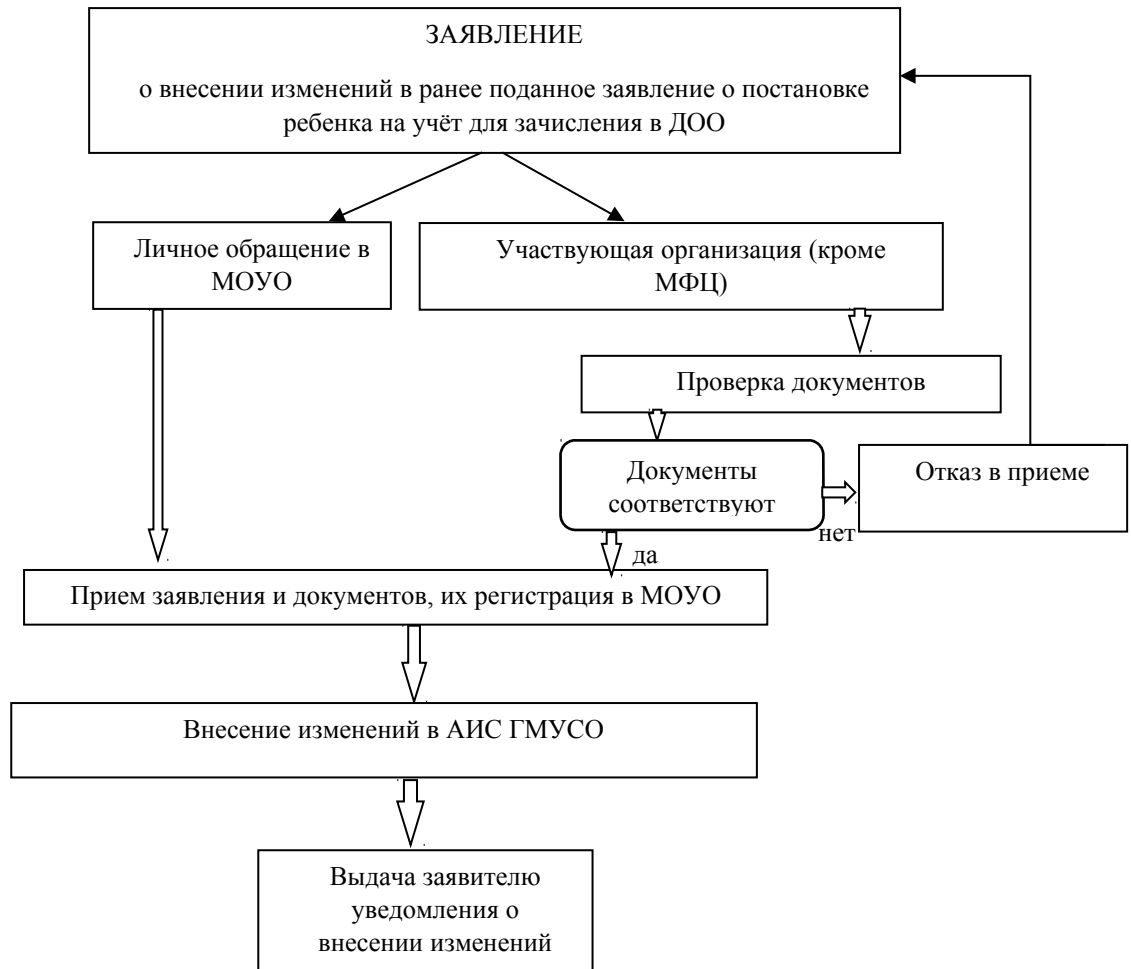 ЗАЯВЛЕНИЕ
о внесении изменений в ранее поданное заявление о постановке
ребенка на учёт для зачисления в ДОО
Личное обращение в
МОУО
Участвующая организация (кроме
МФЦ)
Проверка документов
Документы
соответствуют
Отказ в приеме
нет
да
Прием заявления и документов, их регистрация в МОУО
Внесение изменений в АИС ГМУСО
Выдача заявителю
уведомления о
внесении изменений